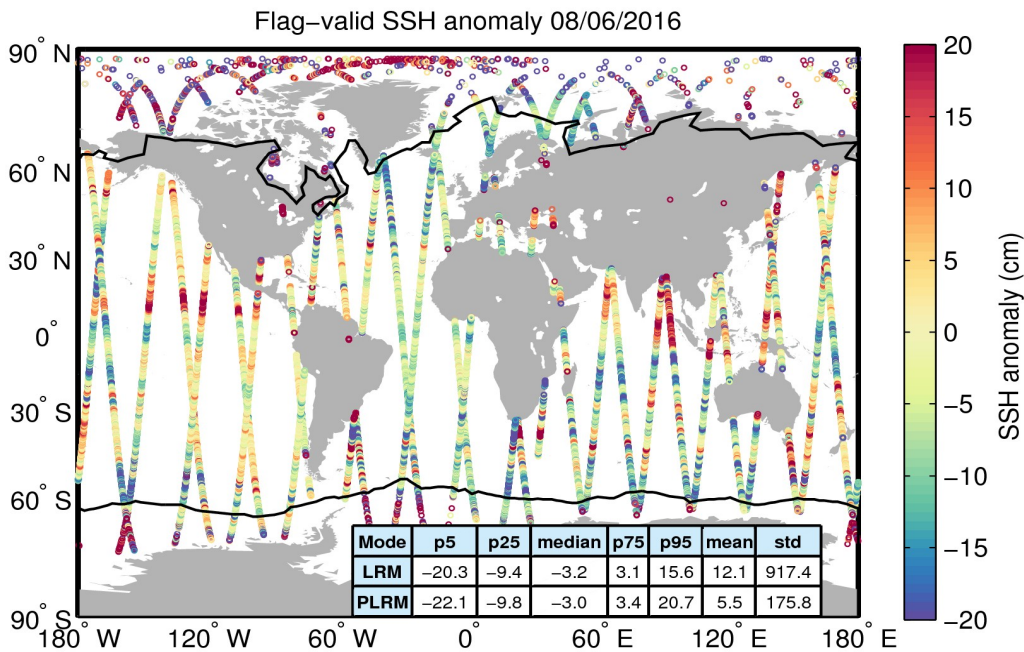 Flag−valid SSH anomaly 08/06/2016
90° N
60° N
30° N
0°
30° S
60° S
90° S
180° W 120° W 60° W 0° 60° E 120° E 180° E
Mode p5 p25 median p75 p95 mean std
LRM −20.3 −9.4 −3.2 3.1 15.6 12.1 917.4
PLRM −22.1 −9.8 −3.0 3.4 20.7 5.5 175.8
20
15
10
5
0
−5
−10
−15
−20
SSH anomaly (cm)